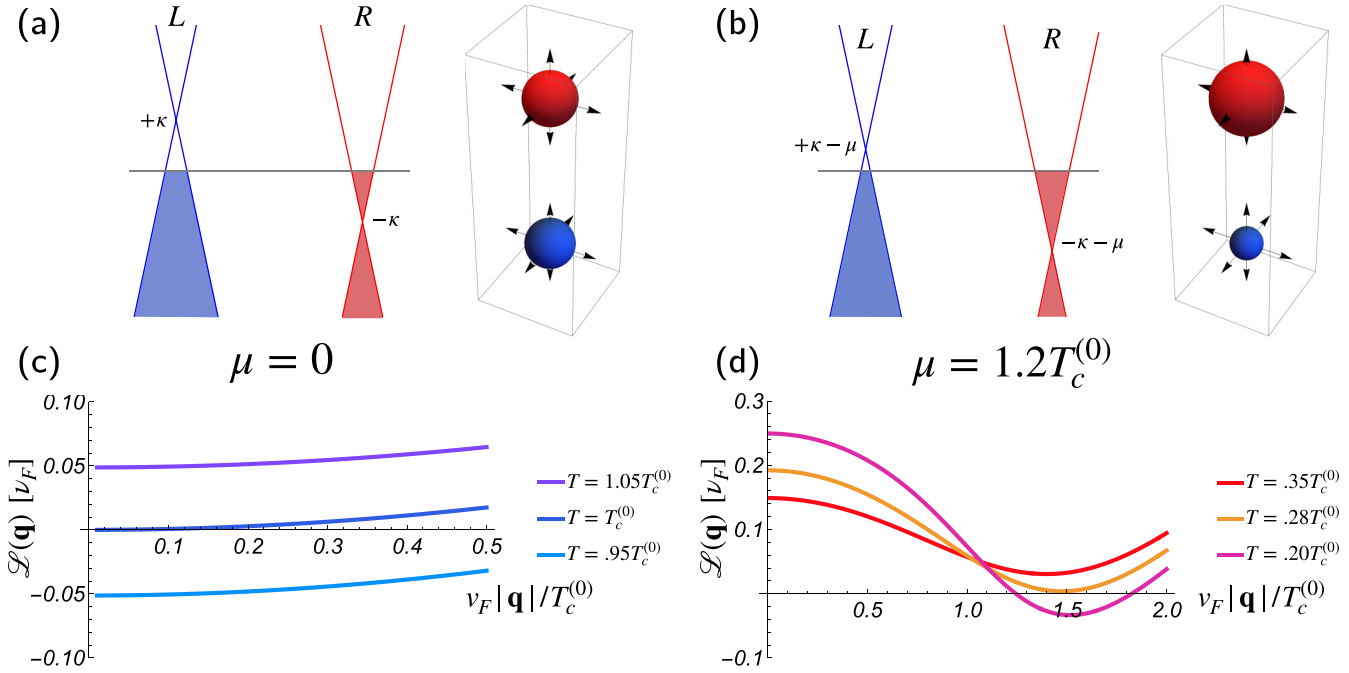 (a)
L
R
+κ
−κ
(b)
L
R
+κ − μ
−κ − μ
(c)
μ = 0
0.10
0.05
−0.05
−0.10
0.1
0.2
0.3
0.4
0.5
ℒ(q) [ν_F]
v_F|q|/T_c^(0)
T = 1.05T_c^(0)
T = T_c^(0)
T = .95T_c^(0)
(d)
μ = 1.2T_c^(0)
0.3
0.2
0.1
−0.1
0.5
1.0
1.5
2.0
ℒ(q) [ν_F]
v_F|q|/T_c^(0)
T = .35T_c^(0)
T = .28T_c^(0)
T = .20T_c^(0)